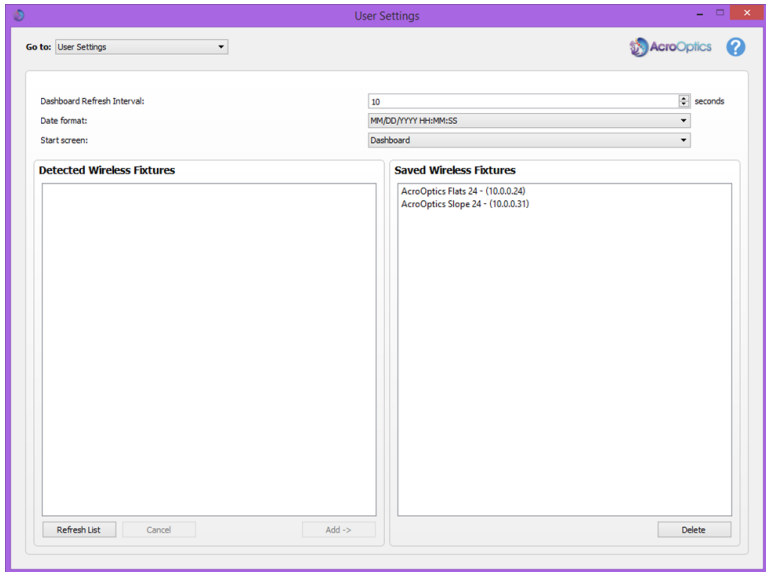 User Settings
Go to: User Settings
AcroOptics ?
Dashboard Refresh Interval: 10 seconds
Date format: MM/DD/YYYY HH:MM:SS
Start screen: Dashboard
Detected Wireless Fixtures
Saved Wireless Fixtures
AcroOptics Flats 24 - (10.0.0.24)
AcroOptics Slope 24 - (10.0.0.31)
Refresh List
Cancel
Add ->
Delete